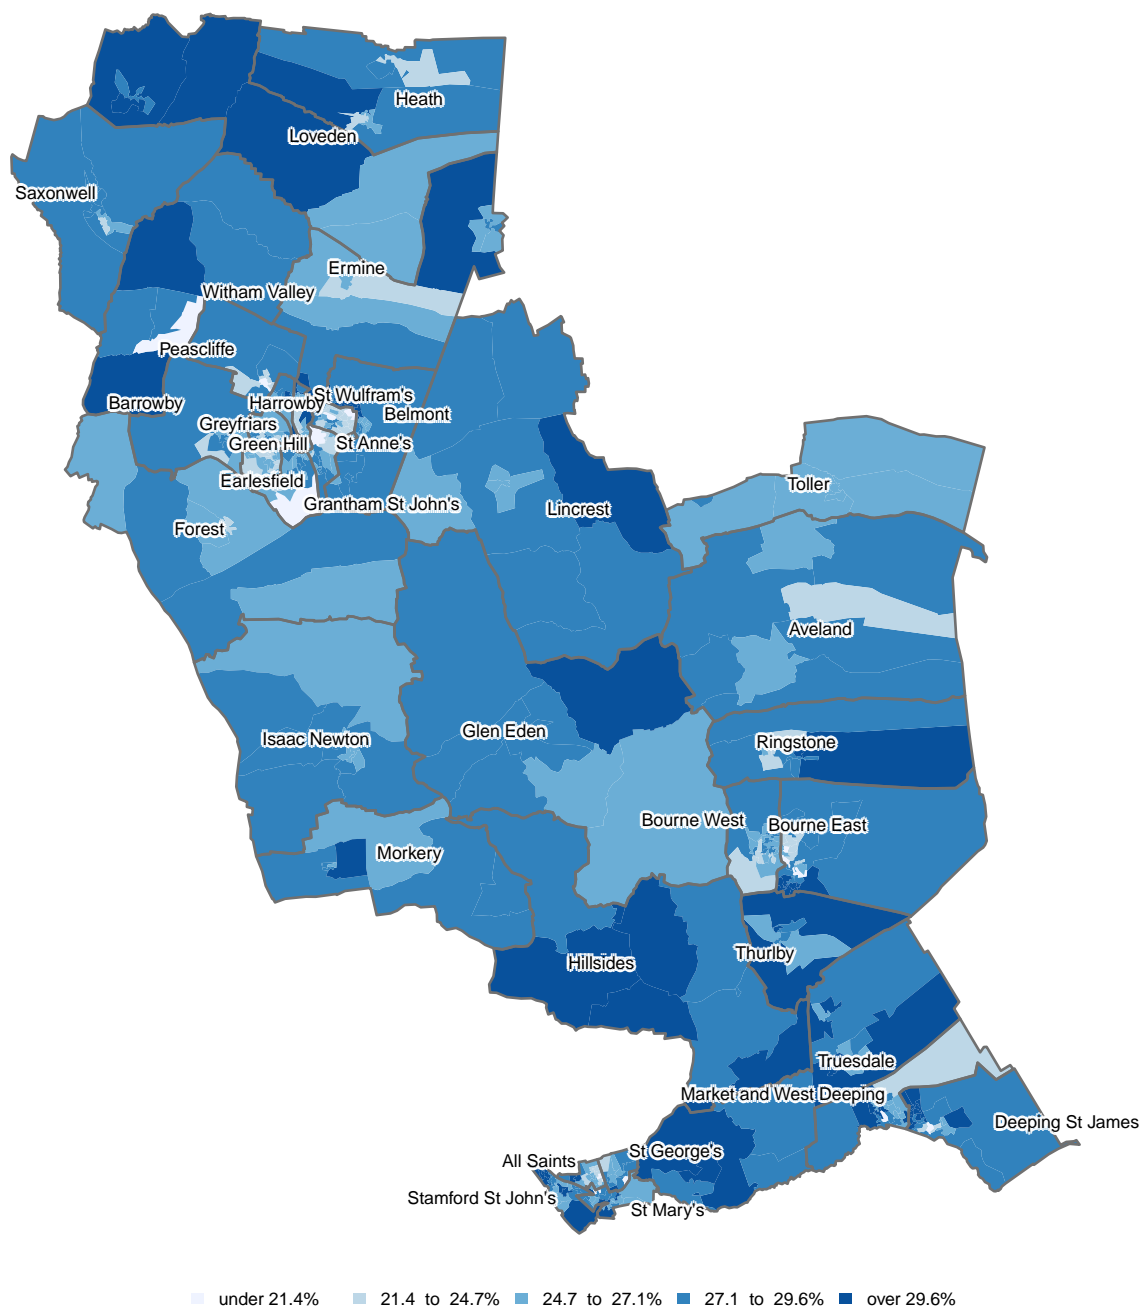 Heath
Loveden
Saxonwell
Ermine
Witham Valley
Peascliffe
St Wulfram's
Barrowby
Harrowby
Belmont
Greyfriars
Green Hill
St Anne's
Earlesfield
Toller
Grantham St John's
Lincrest
Forest
Aveland
Glen Eden
Isaac Newton
Ringstone
Bourne West
Bourne East
Morkery
Thurlby
Hillsides
Truesdale
Market and West Deeping
Deeping St James
St George's
All Saints
Stamford St John's
St Mary's
under 21.4% 21.4 to 24.7% 24.7 to 27.1% 27.1 to 29.6% over 29.6%